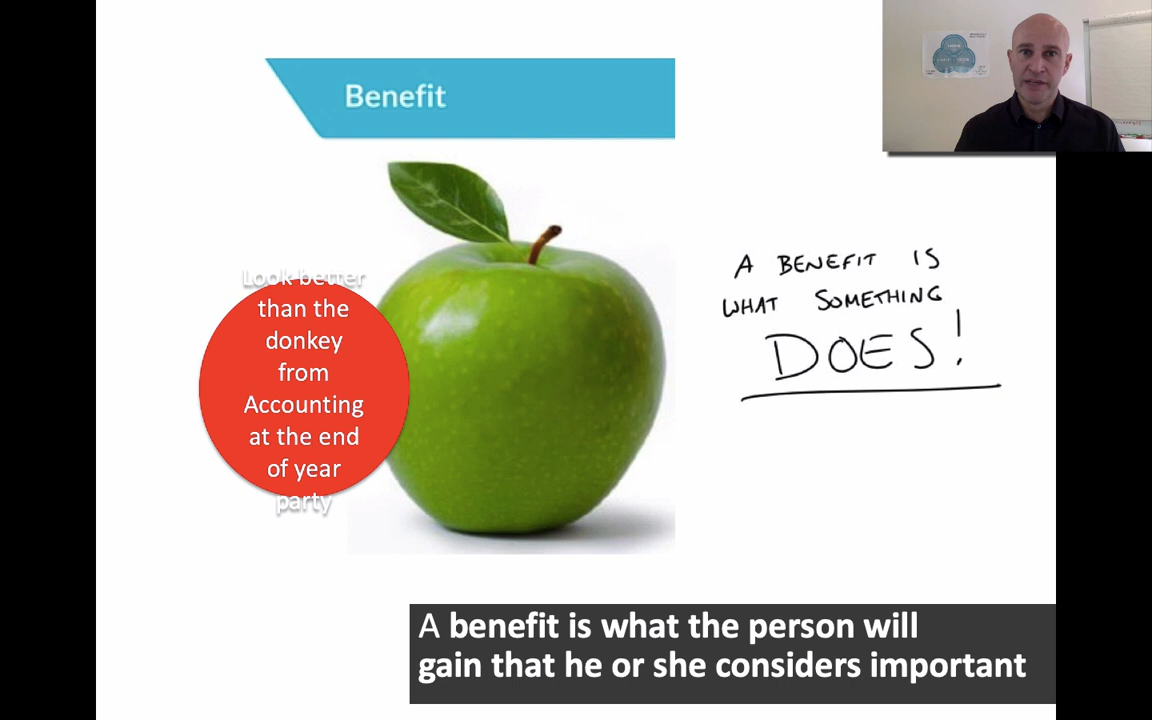 Benefit
Look better
than the
donkey
from
Accounting
at the end
of year
party
A BENEFIT IS
WHAT SOMETHING
DOES!
A benefit is what the person will
gain that he or she considers important